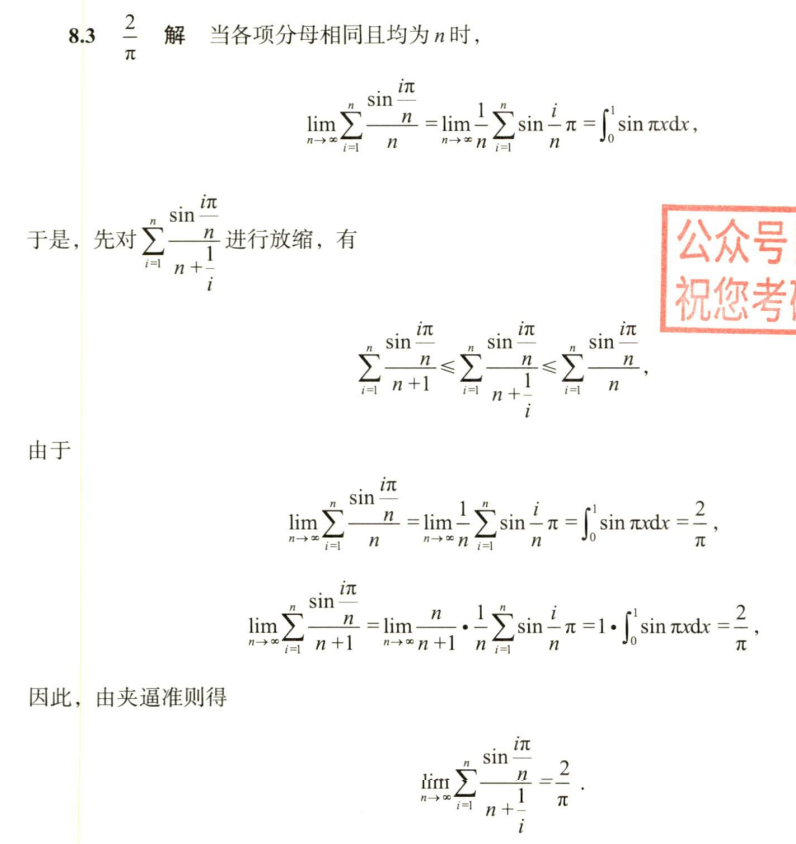 8.3 $\frac{2}{\pi}$ 解 当各项分母相同且均为 n 时，
$$\lim_{n\to\infty}\sum_{i=1}^{n}\frac{\sin\frac{i\pi}{n}}{n}=\lim_{n\to\infty}\frac{1}{n}\sum_{i=1}^{n}\sin\frac{i}{n}\pi=\int_{0}^{1}\sin\pi x\mathrm{d}x,$$
于是，先对 $\sum_{i=1}^{n}\frac{\sin\frac{i\pi}{n}}{n+\frac{1}{i}}$ 进行放缩，有
公众号
祝您考
$$\sum_{i=1}^{n}\frac{\sin\frac{i\pi}{n}}{n+1}\leqslant\sum_{i=1}^{n}\frac{\sin\frac{i\pi}{n}}{n+\frac{1}{i}}\leqslant\sum_{i=1}^{n}\frac{\sin\frac{i\pi}{n}}{n},$$
由于
$$\lim_{n\to\infty}\sum_{i=1}^{n}\frac{\sin\frac{i\pi}{n}}{n}=\lim_{n\to\infty}\frac{1}{n}\sum_{i=1}^{n}\sin\frac{i}{n}\pi=\int_{0}^{1}\sin\pi x\mathrm{d}x=\frac{2}{\pi},$$
$$\lim_{n\to\infty}\sum_{i=1}^{n}\frac{\sin\frac{i\pi}{n}}{n+1}=\lim_{n\to\infty}\frac{n}{n+1}\cdot\frac{1}{n}\sum_{i=1}^{n}\sin\frac{i}{n}\pi=1\cdot\int_{0}^{1}\sin\pi x\mathrm{d}x=\frac{2}{\pi},$$
因此，由夹逼准则得
$$\lim_{n\to\infty}\sum_{i=1}^{n}\frac{\sin\frac{i\pi}{n}}{n+\frac{1}{i}}=\frac{2}{\pi}.$$